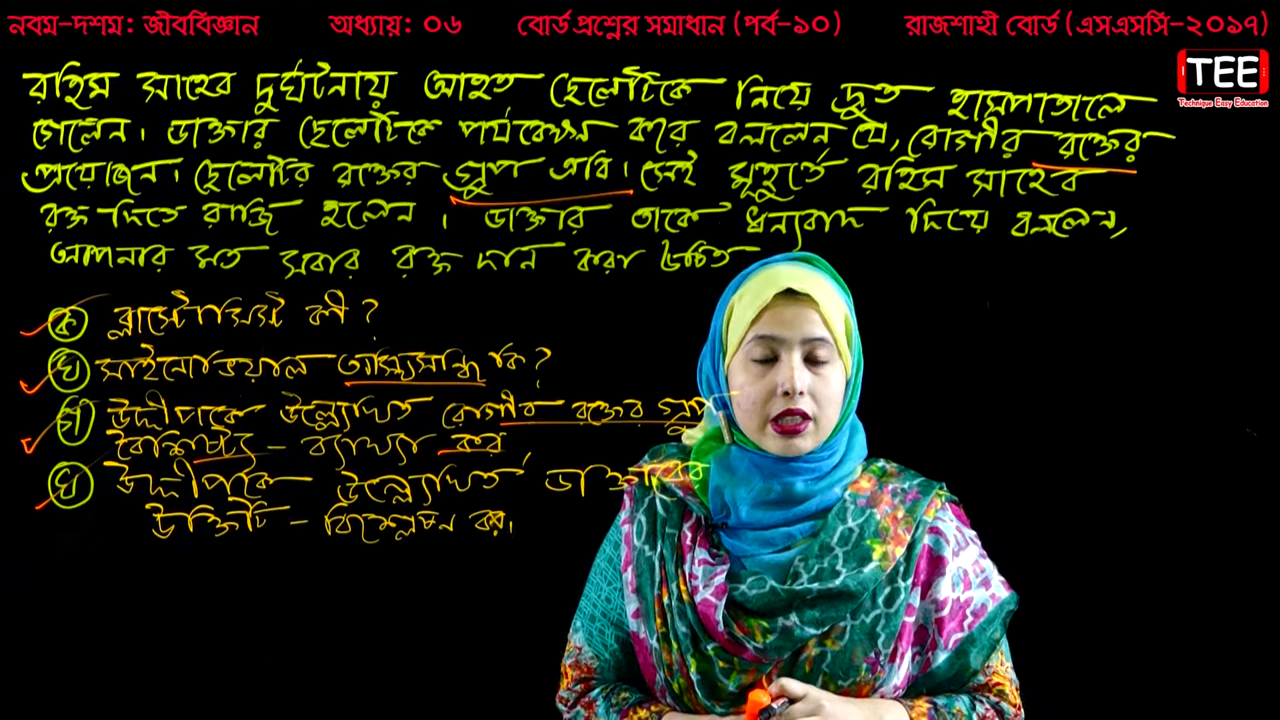 নবম-দশম: জীববিজ্ঞান অধ্যায়: ০৬ বোর্ড প্রশ্নের সমাধান (পর্ব-১০) রাজশাহী বোর্ড (এসএসসি-২০১৭)
TEE
Technique Easy Education
রহিম সাহেব দুর্ঘটনায় আহত ছেলেটিকে নিয়ে দ্রুত হাসপাতালে
গেলেন। ডাক্তার ছেলেটিকে পর্যবেক্ষণ করে বললেন যে, রোগীর রক্তের
প্রয়োজন। ছেলেটির রক্তের গ্রুপ এবি। সেই মুহূর্তে রহিম সাহেব
রক্ত দিতে রাজি হলেন। ডাক্তার তাকে ধন্যবাদ দিয়ে বললেন,
আপনার মত সবার রক্ত দান করা উচিত
ক ব্লাস্টোসিস্ট কী?
খ সাইনোভিয়াল অস্থিসন্ধি কি?
গ উদ্দীপকে উল্লেখিত রোগীর রক্তের গ্রুপ
বৈশিষ্ট্য - ব্যাখ্যা কর,
ঘ উদ্দীপকে উল্লেখিত ডাক্তারের
উক্তিটি - বিশ্লেষন কর।